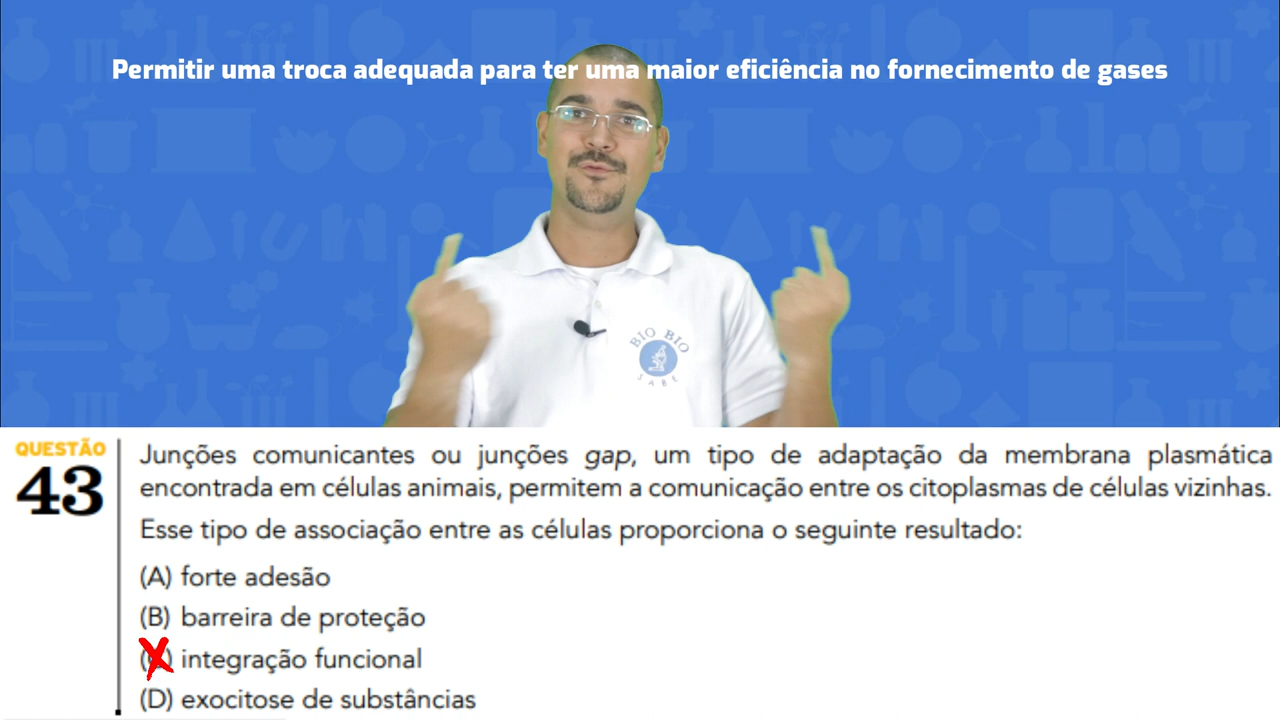 Permitir uma troca adequada para ter uma maior eficiência no fornecimento de gases
BIO BIO
SABE
QUESTÃO
43
Junções comunicantes ou junções gap, um tipo de adaptação da membrana plasmática
encontrada em células animais, permitem a comunicação entre os citoplasmas de células vizinhas.
Esse tipo de associação entre as células proporciona o seguinte resultado:
(A) forte adesão
(B) barreira de proteção
(C) integração funcional
(D) exocitose de substâncias